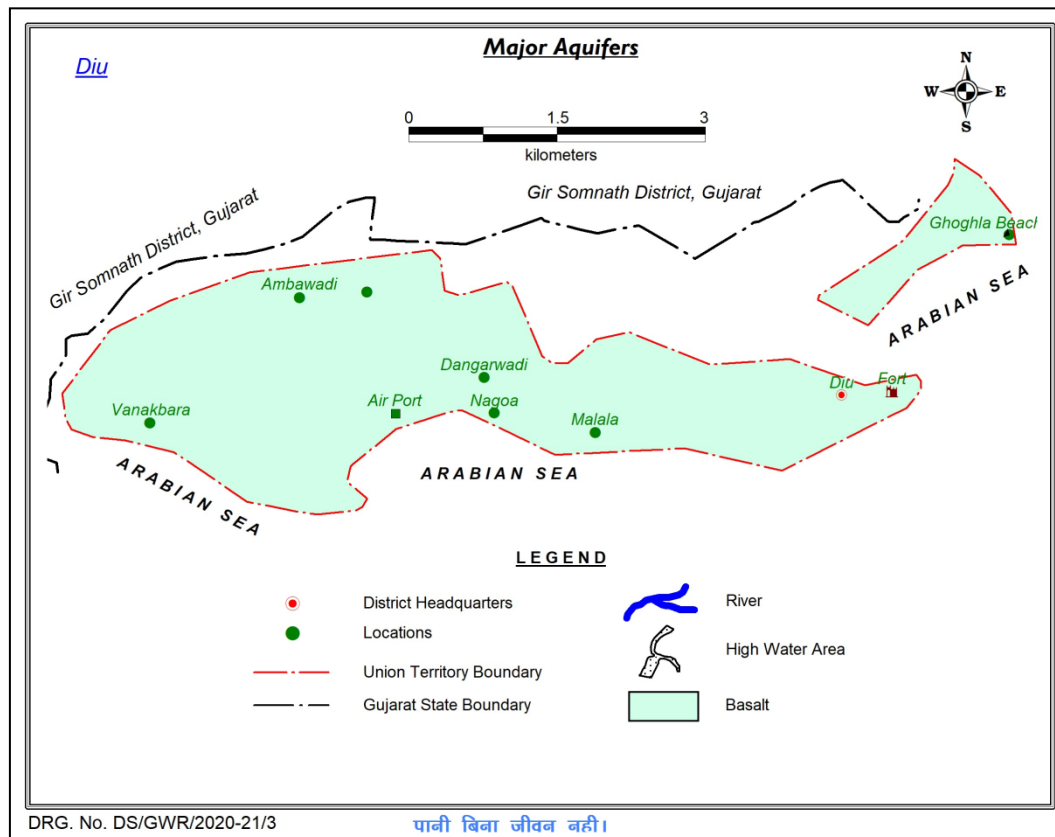 Major Aquifers
Diu
N
W E
S
0 1.5 3
kilometers
Gir Somnath District, Gujarat
Gir Somnath District, Gujarat
Ghoghla Beach
ARABIAN SEA
Ambawadi
Dangarwadi
Diu Fort
Vanakbara
Air Port
Nagoa
Malala
ARABIAN SEA
ARABIAN SEA
LEGEND
District Headquarters
River
Locations
High Water Area
Union Territory Boundary
Gujarat State Boundary
Basalt
DRG. No. DS/GWR/2020-21/3
पानी बिना जीवन नही।